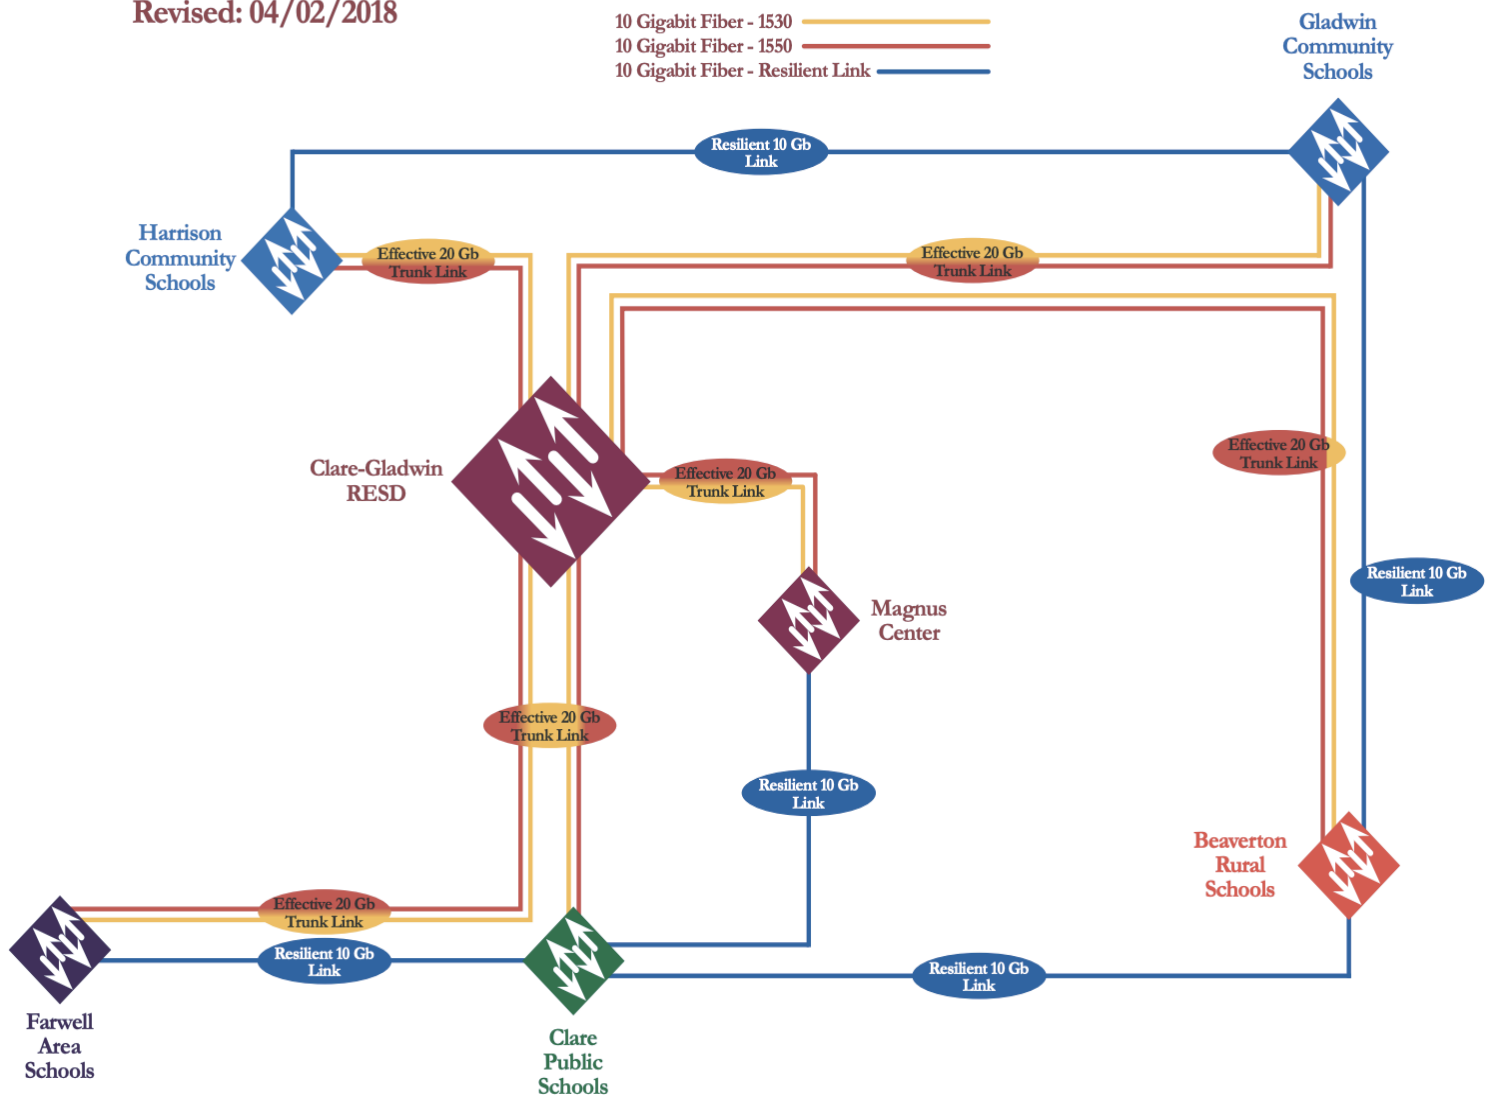 Revised: 04/02/2018
10 Gigabit Fiber - 1530
10 Gigabit Fiber - 1550
10 Gigabit Fiber - Resilient Link
Gladwin
Community
Schools
Resilient 10 Gb
Link
Harrison
Community
Schools
Effective 20 Gb
Trunk Link
Effective 20 Gb
Trunk Link
Clare-Gladwin
RESD
Effective 20 Gb
Trunk Link
Effective 20 Gb
Trunk Link
Resilient 10 Gb
Link
Magnus
Center
Effective 20 Gb
Trunk Link
Resilient 10 Gb
Link
Beaverton
Rural
Schools
Effective 20 Gb
Trunk Link
Resilient 10 Gb
Link
Resilient 10 Gb
Link
Farwell
Area
Schools
Clare
Public
Schools